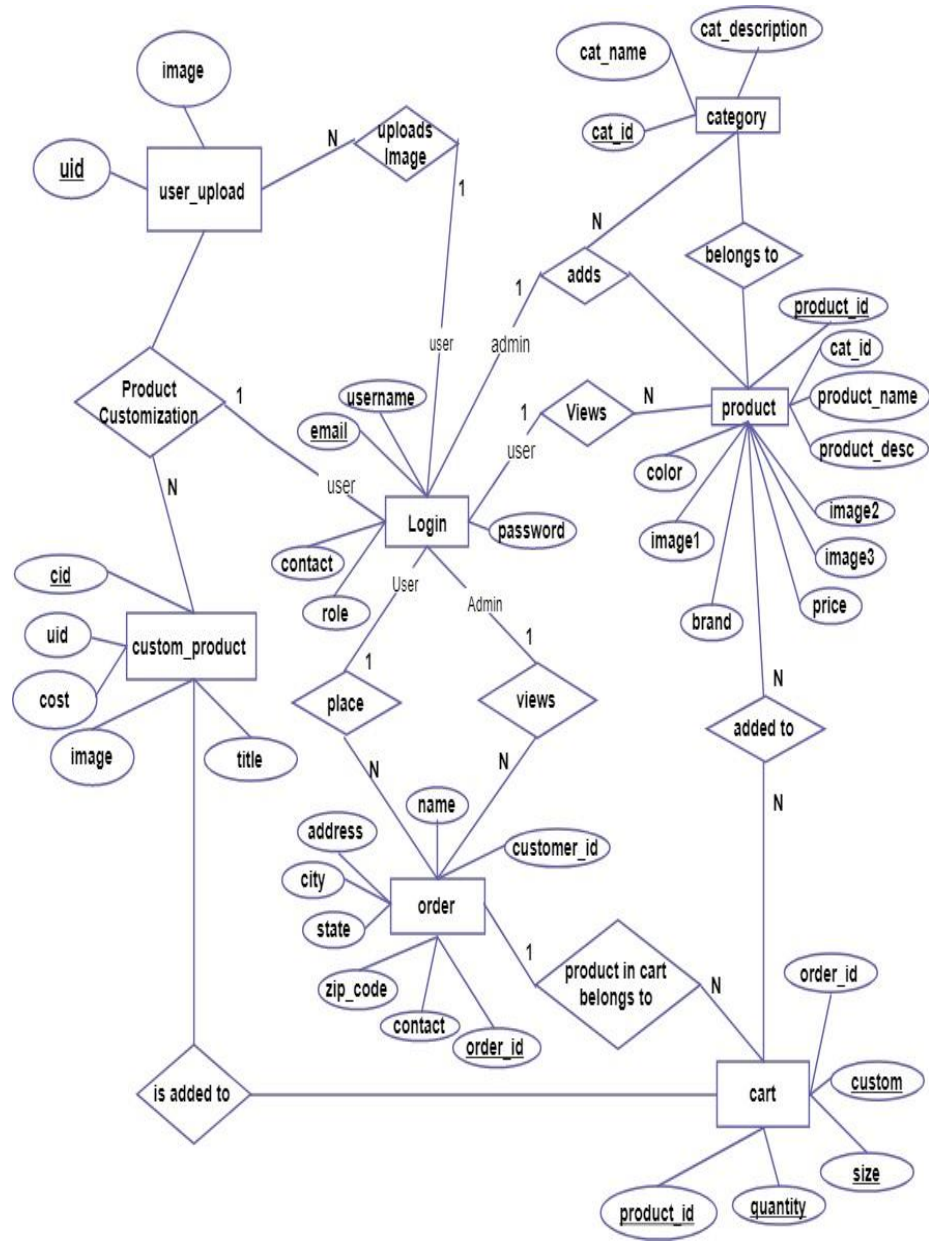 cat_description
cat_name
image
category
N
uploads
Image
cat_id
uid
user_upload
1
N
belongs to
1
adds
product_id
user
admin
cat_id
Product
Customization
1
username
1
Views
N
product
product_name
email
user
product_desc
user
color
N
Login
password
image2
contact
image1
User
Admin
image3
cid
role
brand
price
uid
custom_product
1
1
cost
place
views
N
image
title
added to
N
N
name
N
address
customer_id
city
order
state
1
product in cart
belongs to
N
order_id
zip_code
contact
order_id
is added to
cart
custom
size
product_id
quantity